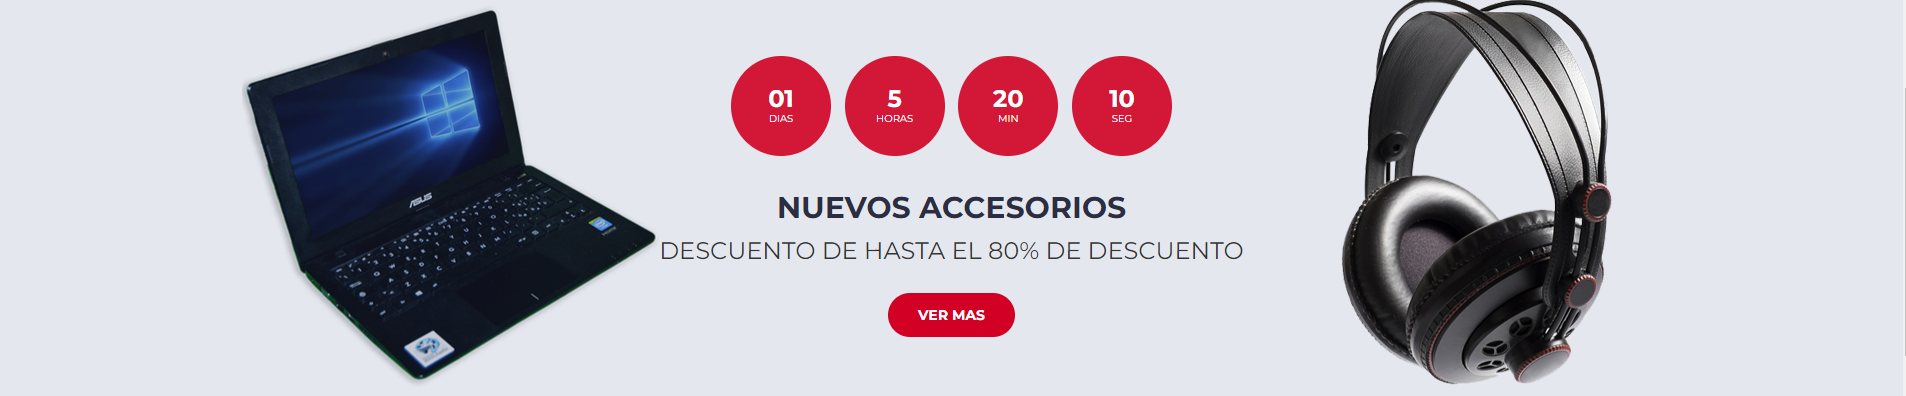 01
DIAS
5
HORAS
20
MIN
10
SEG
NUEVOS ACCESORIOS
DESCUENTO DE HASTA EL 80% DE DESCUENTO
VER MAS
ASUS